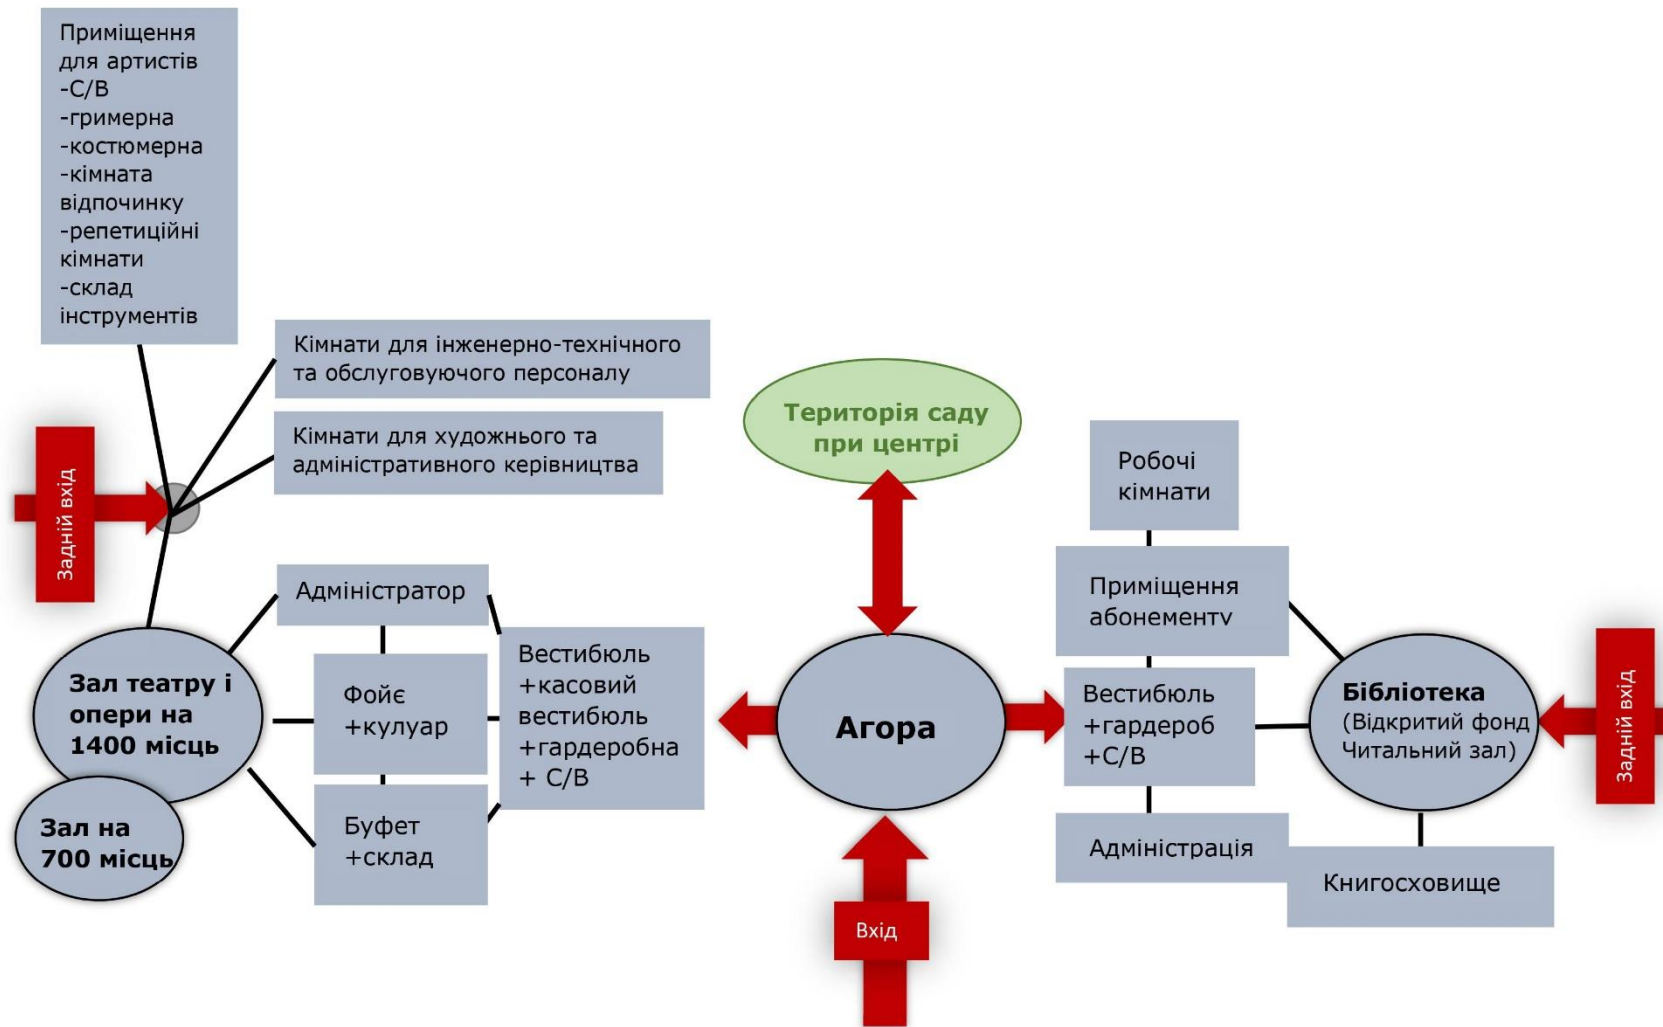 Приміщення
для артистів
-С/В
-гримерна
-костюмерна
-кімната
відпочинку
-репетиційні
кімнати
-склад
інструментів
Кімнати для інженерно-технічного
та обслуговуючого персоналу
Кімнати для художнього та
адміністративного керівництва
Задній вхід
Адміністратор
Зал театру і
опери на
1400 місць
Зал на
700 місць
Фойє
+кулуар
Буфет
+склад
Вестибюль
+касовий
вестибюль
+гардеробна
+ С/В
Територія саду
при центрі
Агора
Вхід
Робочі
кімнати
Приміщення
абонементу
Вестибюль
+гардероб
+С/В
Адміністрація
Бібліотека
(Відкритий фонд
Читальний зал)
Книгосховище
Задній вхід